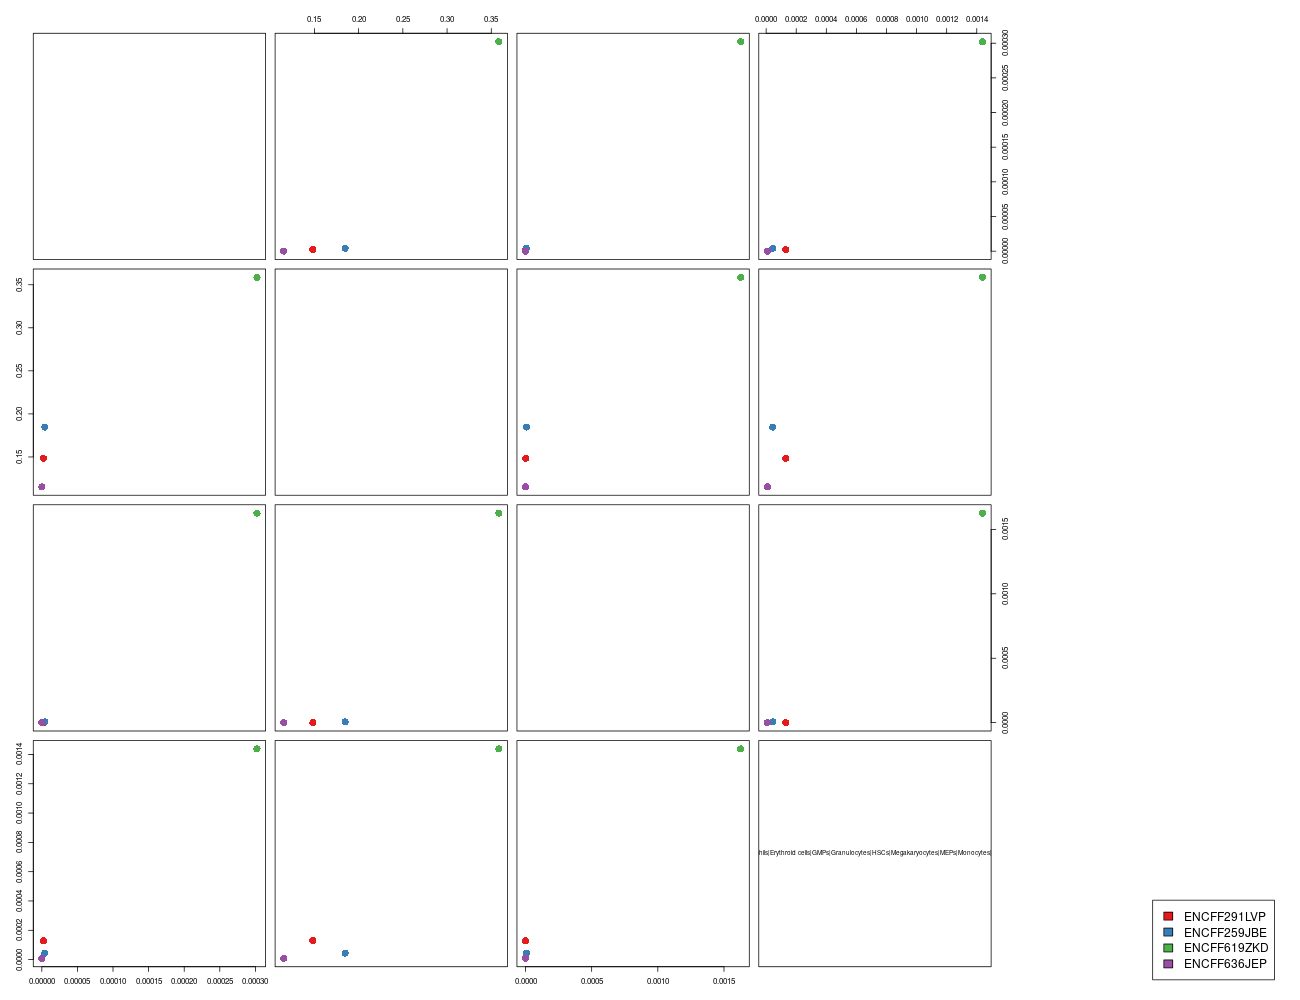 0.15 0.20 0.25 0.30 0.35
0.0000 0.0002 0.0004 0.0006 0.0008 0.0010 0.0012 0.0014
0.00000 0.00005 0.00010 0.00015 0.00020 0.00025 0.00030
0.15 0.20 0.25 0.30 0.35
0.0000 0.0005 0.0010 0.0015
0.0000 0.0002 0.0004 0.0006 0.0008 0.0010 0.0012 0.0014
hils|Erythroid cells|GMPs|Granulocytes|HSCs|Megakaryocytes|MEPs|Monocytes|
0.00000 0.00005 0.00010 0.00015 0.00020 0.00025 0.00030
0.0000 0.0005 0.0010 0.0015
ENCFF291LVP
ENCFF259JBE
ENCFF619ZKD
ENCFF636JEP